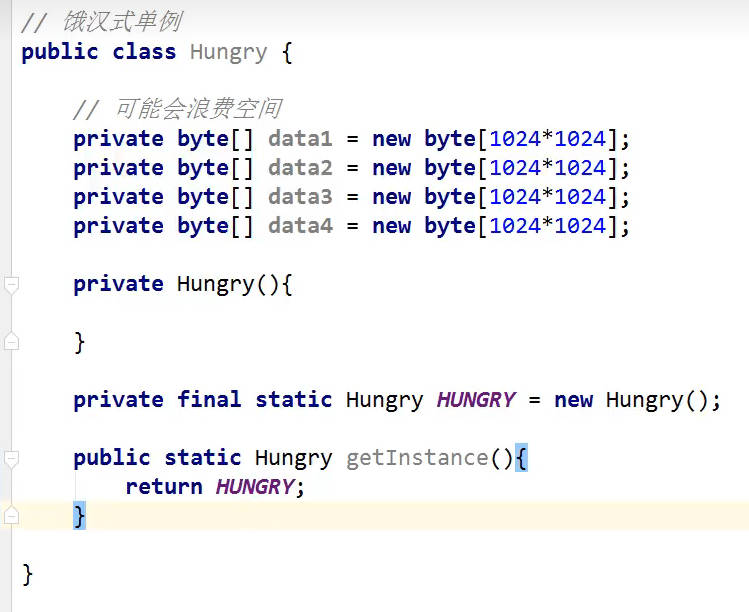 // 饿汉式单例
public class Hungry {
// 可能会浪费空间
private byte[] data1 = new byte[1024*1024];
private byte[] data2 = new byte[1024*1024];
private byte[] data3 = new byte[1024*1024];
private byte[] data4 = new byte[1024*1024];
private Hungry(){
}
private final static Hungry HUNGRY = new Hungry();
public static Hungry getInstance(){
return HUNGRY;
}
}